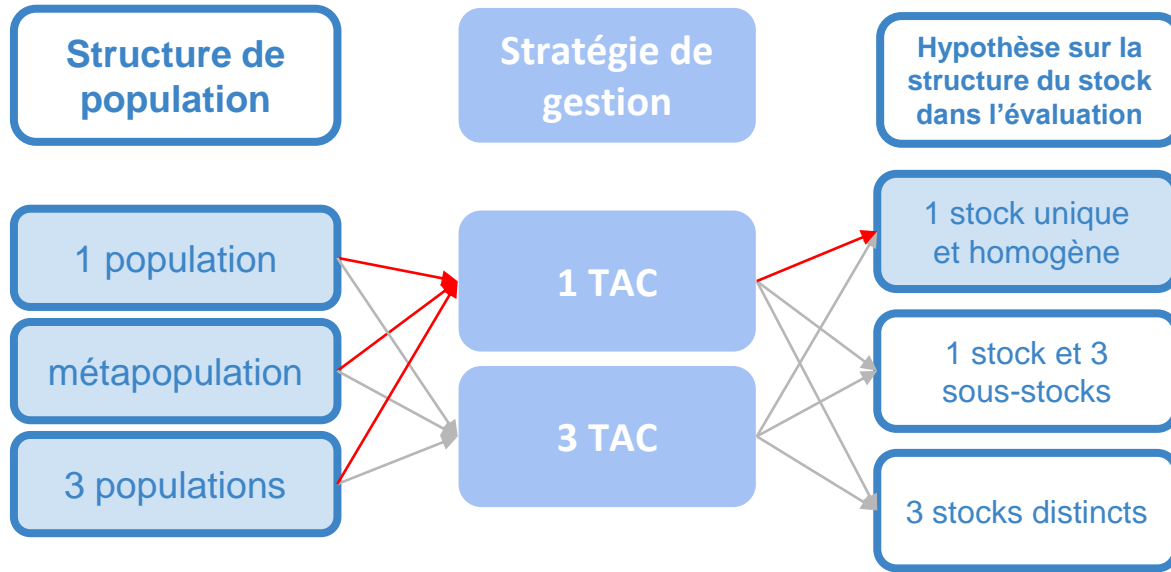 Structure de
population
Stratégie de
gestion
Hypothèse sur la
structure du stock
dans l'évaluation
1 population
métapopulation
3 populations
1 TAC
3 TAC
1 stock unique
et homogène
1 stock et 3
sous-stocks
3 stocks distincts